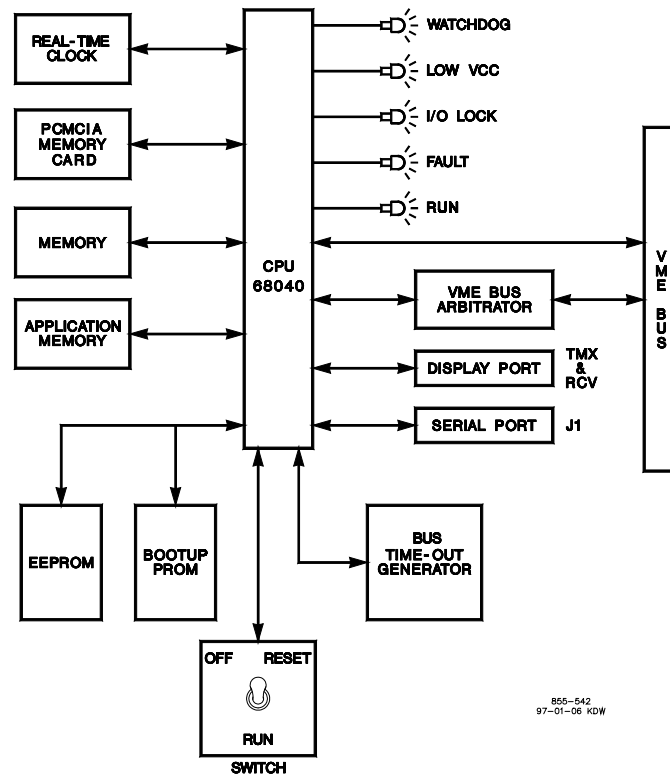 REAL-TIME
CLOCK
PCMCIA
MEMORY
CARD
MEMORY
APPLICATION
MEMORY
CPU
68040
WATCHDOG
LOW VCC
I/O LOCK
FAULT
RUN
VME BUS
ARBITRATOR
DISPLAY PORT
TMX
&
RCV
SERIAL PORT
J1
VME BUS
EEPROM
BOOTUP
PROM
BUS
TIME-OUT
GENERATOR
OFF RESET
RUN
SWITCH
855-542
97-01-06 KDW